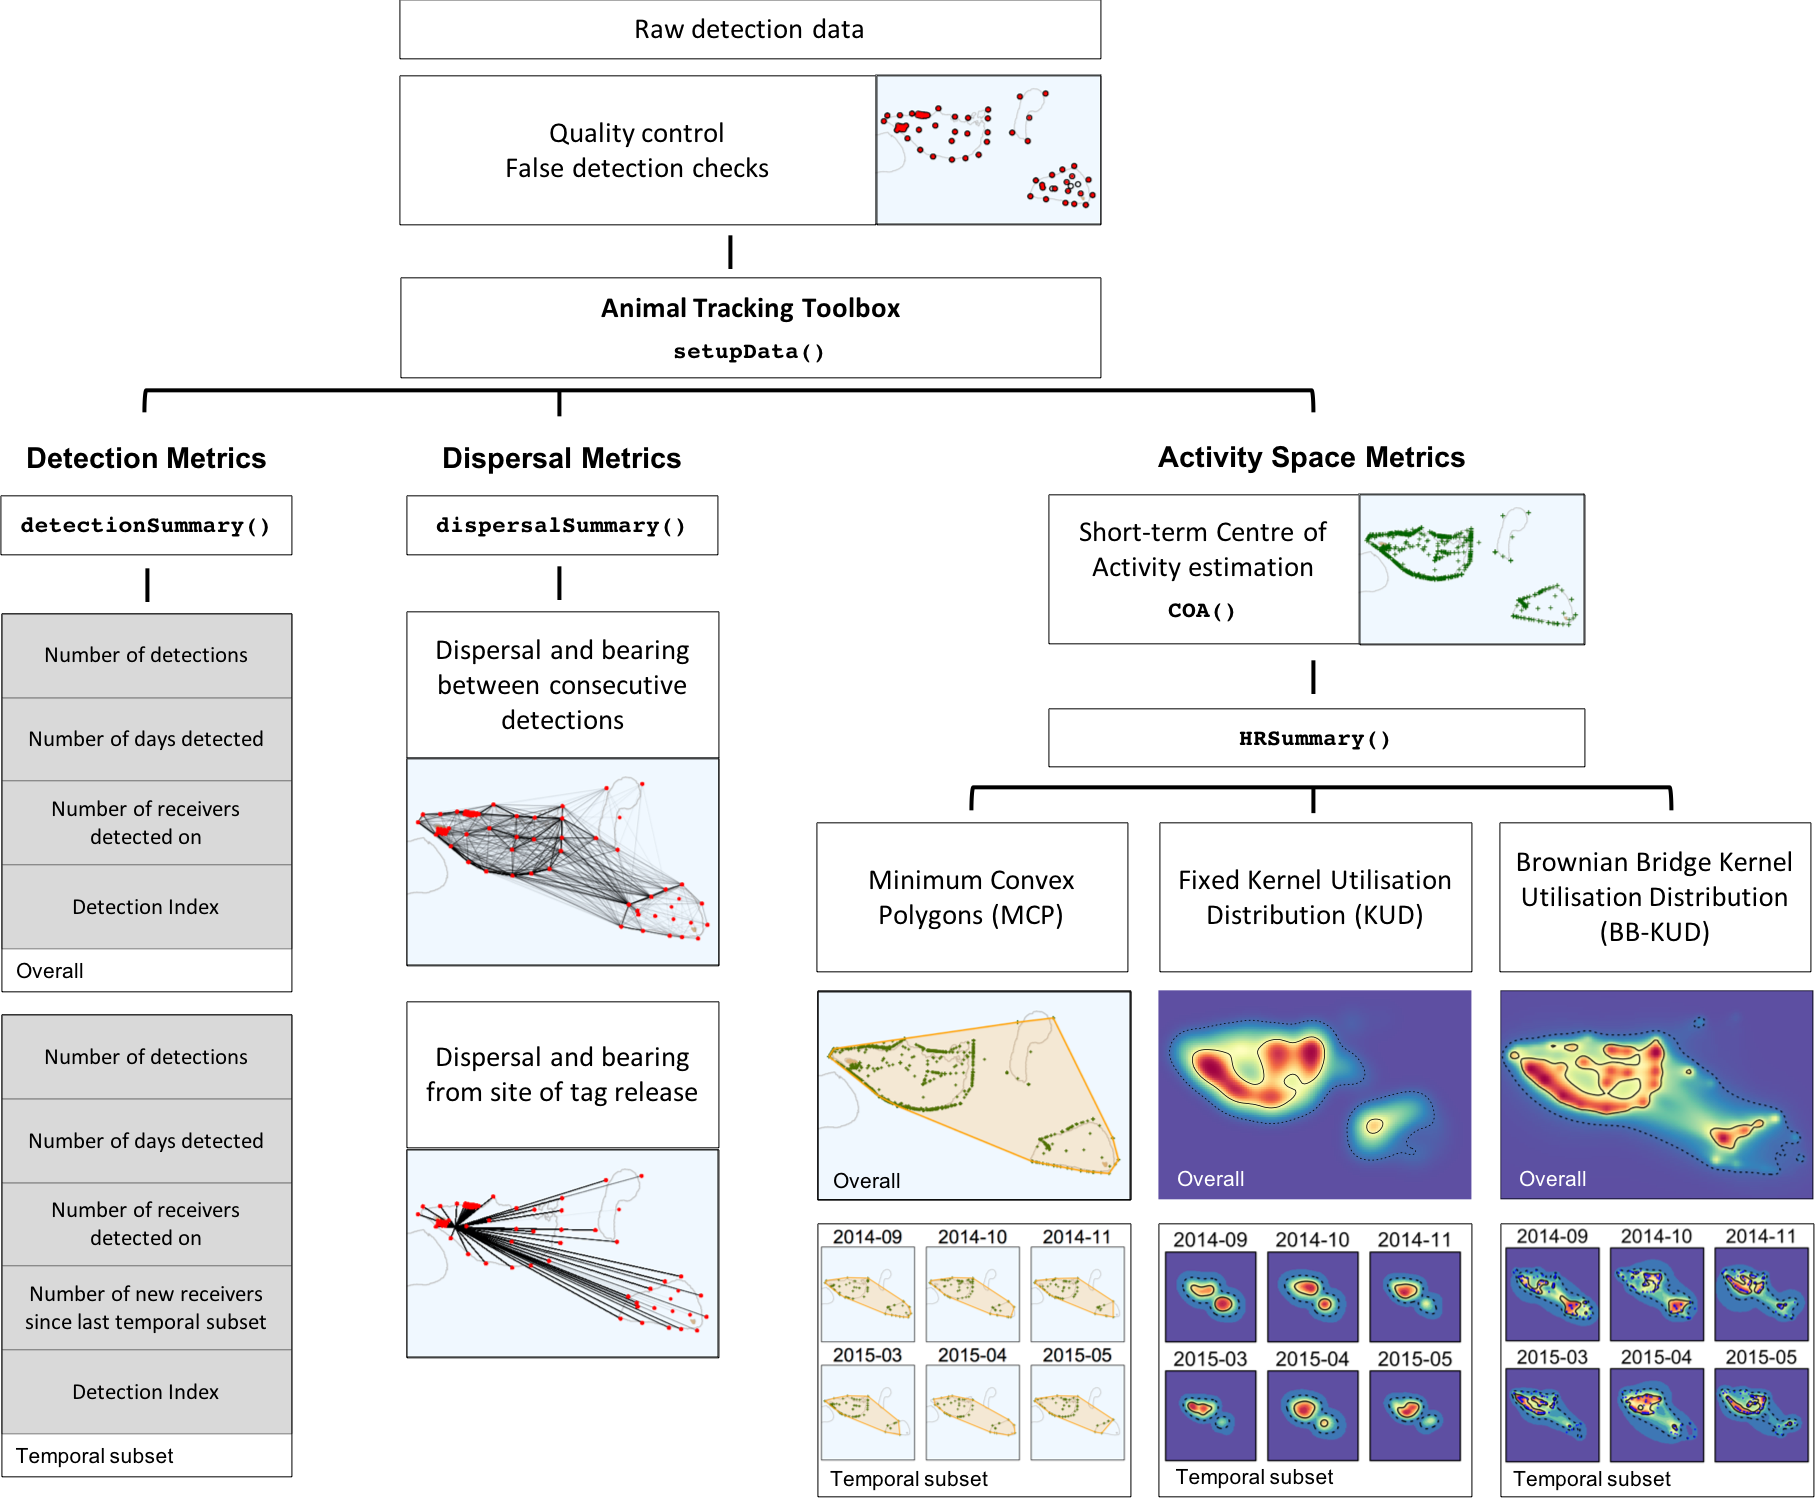 Raw detection data
Quality control
False detection checks
Animal Tracking Toolbox
setupData()
Detection Metrics
detectionSummary()
Number of detections
Number of days detected
Number of receivers
detected on
Detection Index
Overall
Number of detections
Number of days detected
Number of receivers
detected on
Number of new receivers
since last temporal subset
Detection Index
Temporal subset
Dispersal Metrics
dispersalSummary()
Dispersal and bearing
between consecutive
detections
Dispersal and bearing
from site of tag release
Activity Space Metrics
Short-term Centre of
Activity estimation
COA()
HRSummary()
Minimum Convex
Polygons (MCP)
Overall
2014-09 2014-10 2014-11
2015-03 2015-04 2015-05
Temporal subset
Fixed Kernel Utilisation
Distribution (KUD)
Overall
2014-09 2014-10 2014-11
2015-03 2015-04 2015-05
Temporal subset
Brownian Bridge Kernel
Utilisation Distribution
(BB-KUD)
Overall
2014-09 2014-10 2014-11
2015-03 2015-04 2015-05
Temporal subset